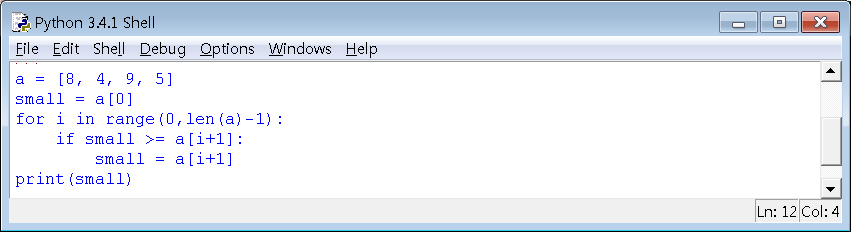 Python 3.4.1 Shell
File Edit Shell Debug Options Windows Help
a = [8, 4, 9, 5]
small = a[0]
for i in range(0,len(a)-1):
    if small >= a[i+1]:
        small = a[i+1]
print(small)
Ln: 12 Col: 4